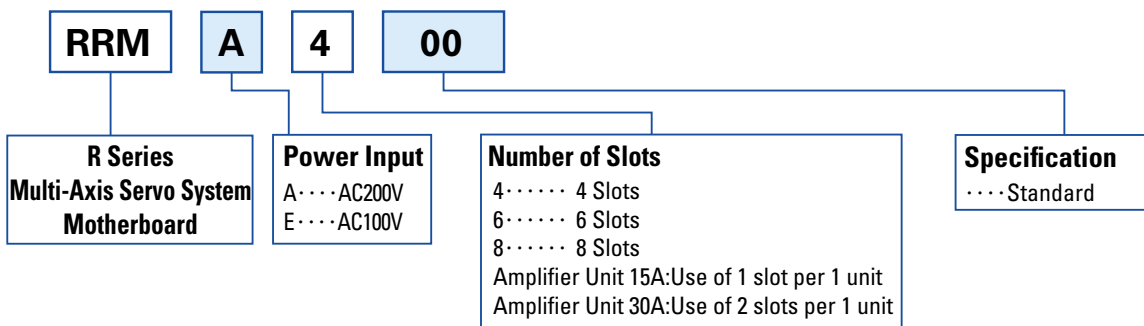 RRM A 4 00
R Series
Multi-Axis Servo System
Motherboard
Power Input
A････AC200V
E････AC100V
Number of Slots
4･･････ 4 Slots
6･･････ 6 Slots
8･･････ 8 Slots
Amplifier Unit 15A:Use of 1 slot per 1 unit
Amplifier Unit 30A:Use of 2 slots per 1 unit
Specification
････Standard